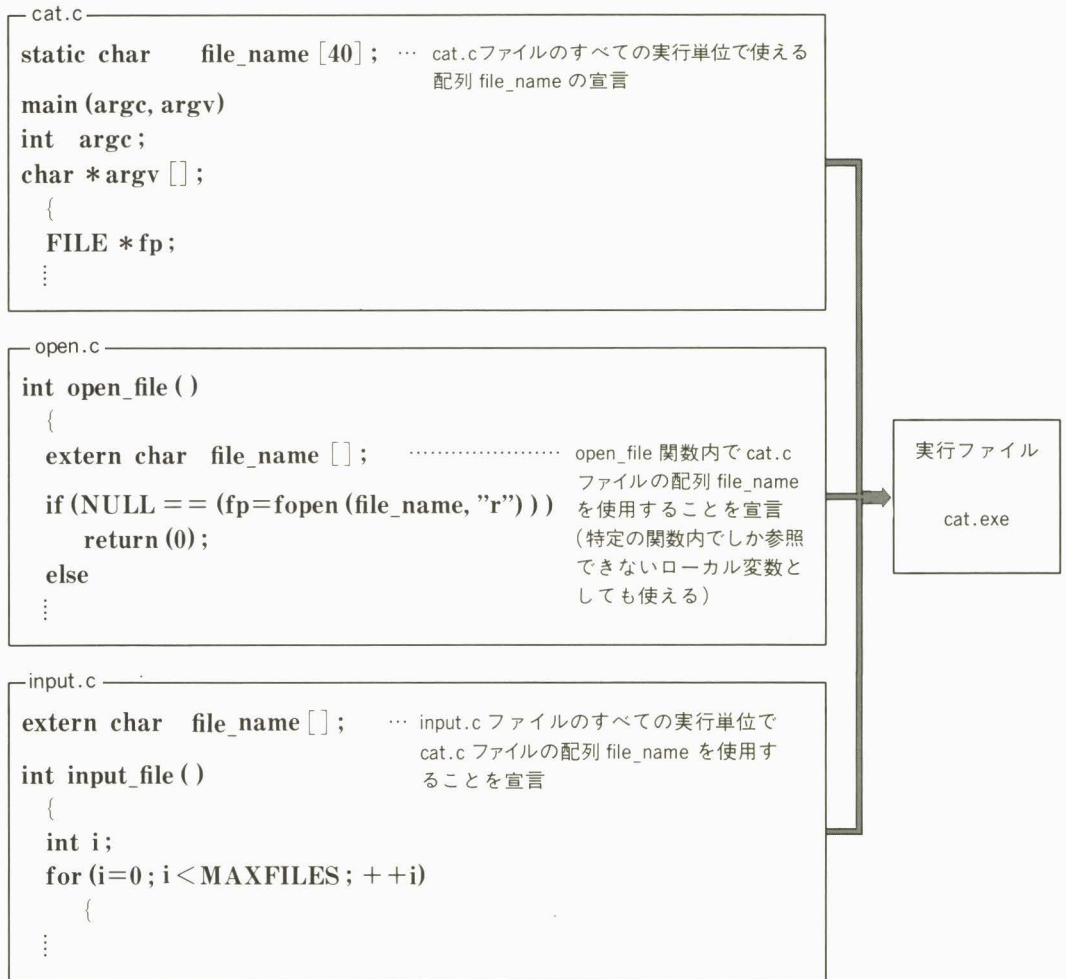 cat.c
static char file_name [40] ; … cat.cファイルのすべての実行単位で使える
配列 file_name の宣言
main (argc, argv)
int argc ;
char * argv [] ;
{
FILE * fp ;
⋮
open.c
int open_file ( )
{
extern char file_name [] ; ………………… open_file 関数内で cat.c
ファイルの配列 file_name
を使用することを宣言
(特定の関数内でしか参照
できないローカル変数と
しても使える)
if (NULL == (fp=fopen (file_name, ”r”) ) )
return (0) ;
else
⋮
input.c
extern char file_name [] ; … input.c ファイルのすべての実行単位で
cat.c ファイルの配列 file_name を使用す
ることを宣言
int input_file ( )
{
int i ;
for (i=0 ; i < MAXFILES ; ++i)
{
⋮
実行ファイル
cat.exe